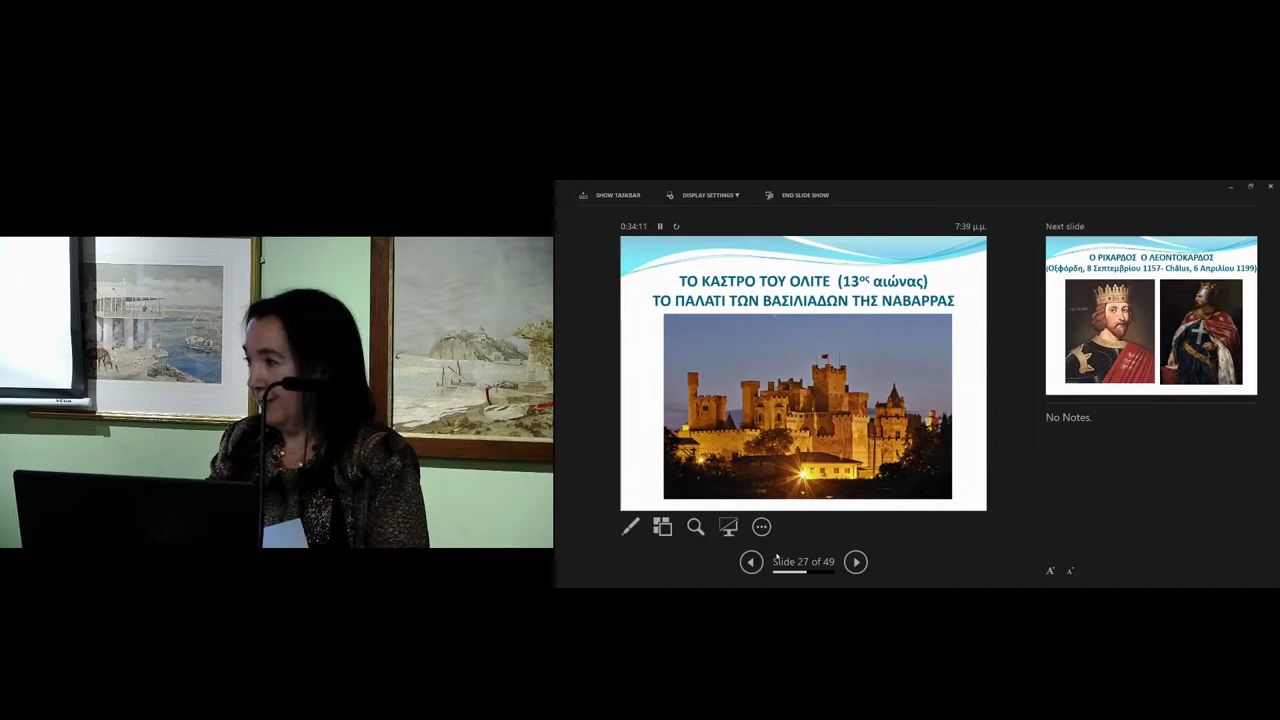 SHOW TASKBAR
DISPLAY SETTINGS ▾
END SLIDE SHOW
0:34:11
7:39 μ.μ.
ΤΟ ΚΑΣΤΡΟ ΤΟΥ ΟΛΙΤΕ (13ος αιώνας)
ΤΟ ΠΑΛΑΤΙ ΤΩΝ ΒΑΣΙΛΙΑΔΩΝ ΤΗΣ ΝΑΒΑΡΡΑΣ
Slide 27 of 49
Next slide
Ο ΡΙΧΑΡΔΟΣ Ο ΛΕΟΝΤΟΚΑΡΔΟΣ
(Οξφόρδη, 8 Σεπτεμβρίου 1157- Châlus, 6 Απριλίου 1199)
No Notes.
VEGA